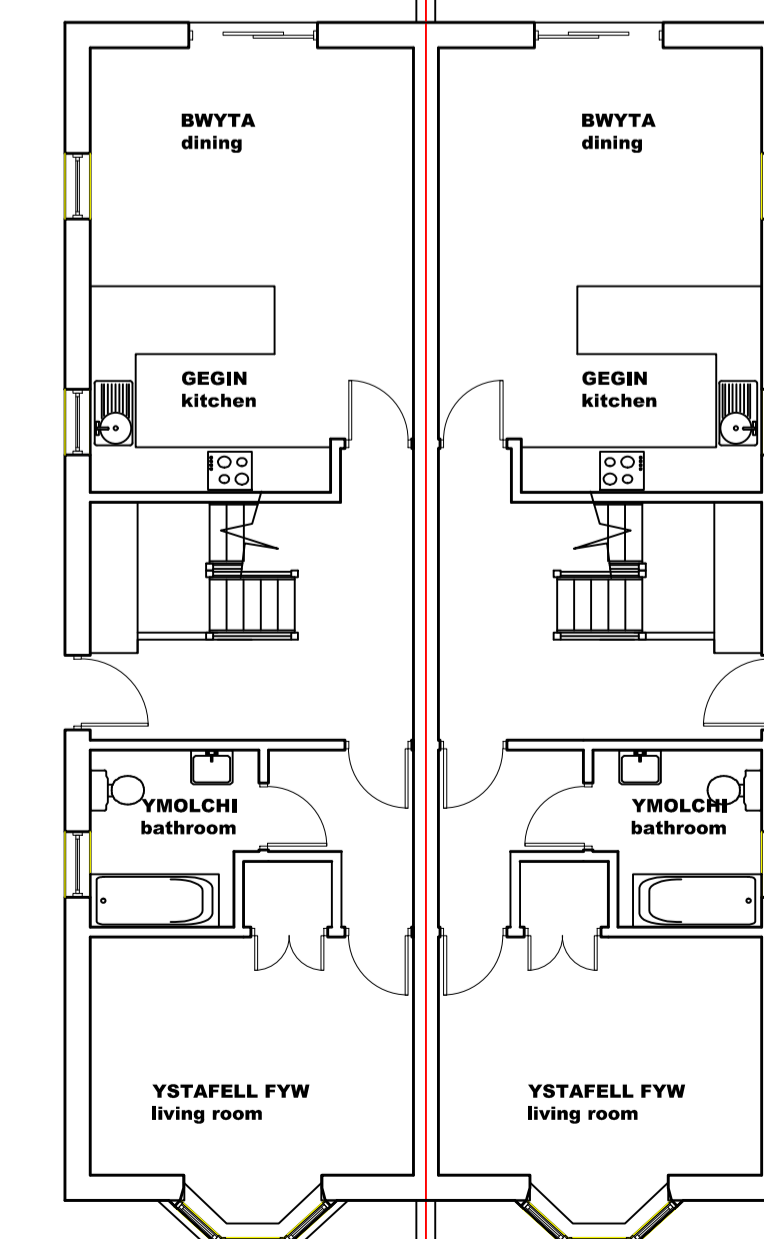 BWYTA
dining
BWYTA
dining
GEGIN
kitchen
GEGIN
kitchen
YMOLCHI
bathroom
YMOLCHI
bathroom
YSTAFELL FYW
living room
YSTAFELL FYW
living room